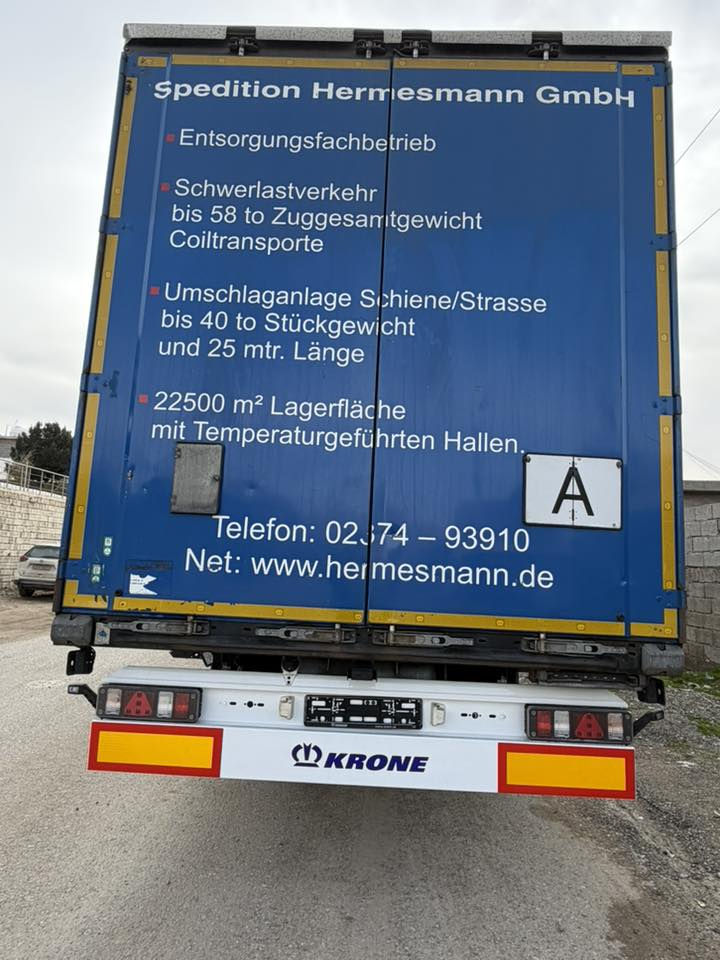 Spedition Hermesmann GmbH
Entsorgungsfachbetrieb
Schwerlastverkehr
bis 58 to Zuggesamtgewicht
Coiltransporte
Umschlaganlage Schiene/Strasse
bis 40 to Stückgewicht
und 25 mtr. Länge
22500 m² Lagerfläche
mit Temperaturgeführten Hallen.
A
Telefon: 02374 – 93910
Net: www.hermesmann.de
KRONE